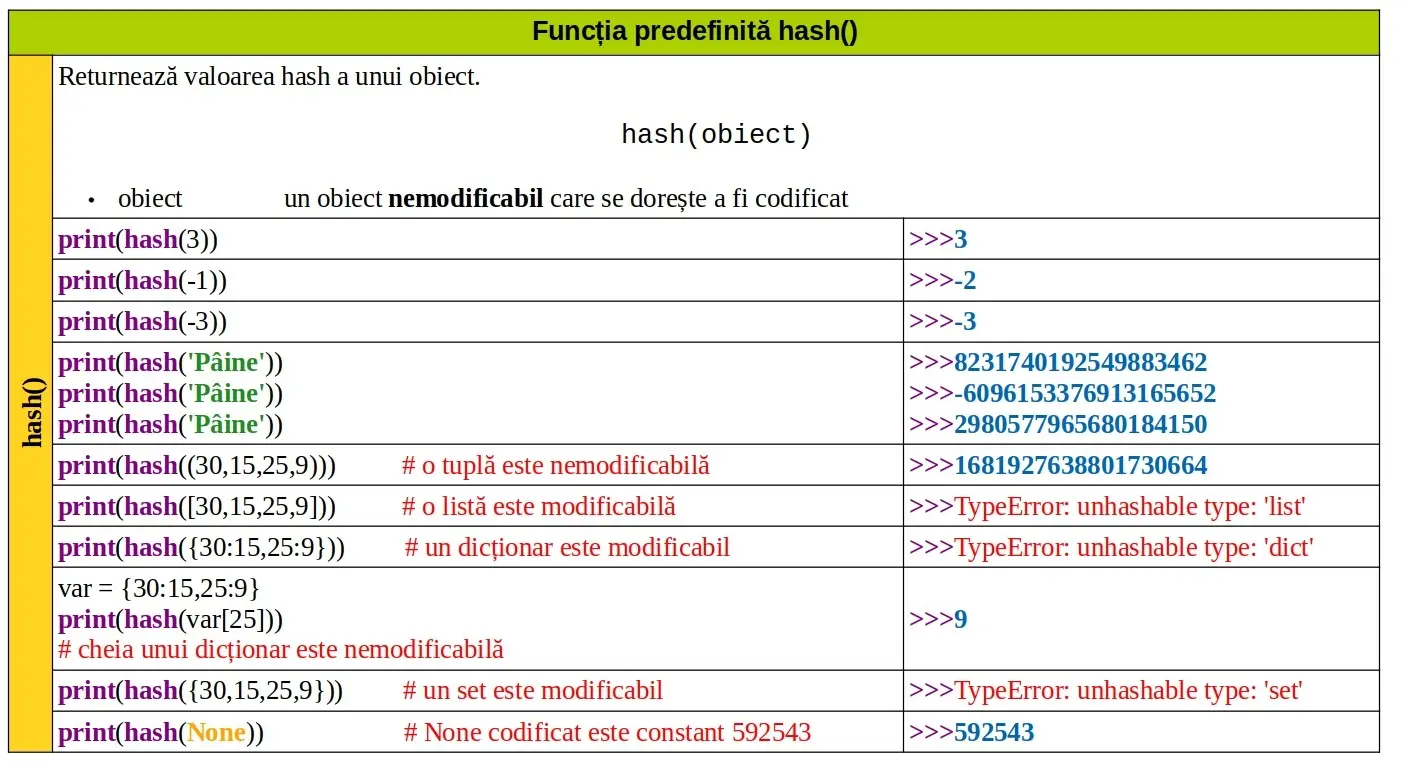 Funcția predefinită hash()
hash()
Returnează valoarea hash a unui obiect.
hash(obiect)
• obiect un obiect nemodificabil care se dorește a fi codificat
print(hash(3)) >>>3
print(hash(-1)) >>>-2
print(hash(-3)) >>>-3
print(hash('Pâine')) >>>8231740192549883462
print(hash('Pâine')) >>>-6096153376913165652
print(hash('Pâine')) >>>2980577965680184150
print(hash((30,15,25,9))) # o tuplă este nemodificabilă >>>1681927638801730664
print(hash([30,15,25,9])) # o listă este modificabilă >>>TypeError: unhashable type: 'list'
print(hash({30:15,25:9})) # un dicționar este modificabil >>>TypeError: unhashable type: 'dict'
var = {30:15,25:9}
print(hash(var[25])) >>>9
# cheia unui dicționar este nemodificabilă
print(hash({30,15,25,9})) # un set este modificabil >>>TypeError: unhashable type: 'set'
print(hash(None)) # None codificat este constant 592543 >>>592543